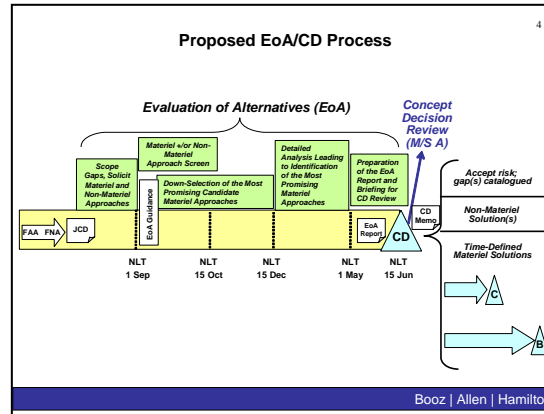 4
Proposed EoA/CD Process
Evaluation of Alternatives (EoA)
Concept
Decision
Review
(M/S A)
Scope
Gaps, Solicit
Materiel and
Non-Materiel
Approaches
Materiel +/or Non-
Materiel
Approach Screen
Down-Selection of the Most
Promising Candidate
Materiel Approaches
Detailed
Analysis Leading
to Identification
of the Most
Promising
Materiel
Approaches
Preparation
of the EoA
Report and
Briefing for
CD Review
FAA FNA
JCD
EoA Guidance
EoA
Report
CD
CD
Memo
NLT
1 Sep
NLT
15 Oct
NLT
15 Dec
NLT
1 May
NLT
15 Jun
Accept risk;
gap(s) catalogued
Non-Materiel
Solution(s)
Time-Defined
Materiel Solutions
C
B
Booz | Allen | Hamilto